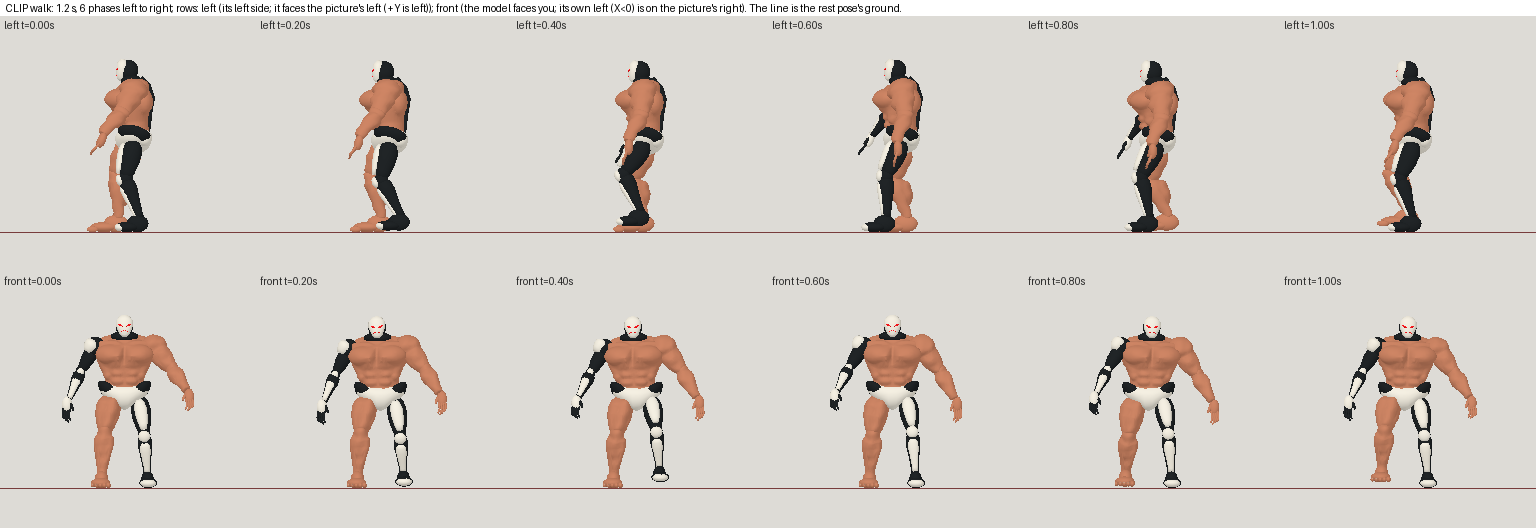 CLIP walk: 1.2 s, 6 phases left to right; rows: left (its left side; it faces the picture's left (+Y is left)); front (the model faces you; its own left (X<0) is on the picture's right). The line is the rest pose's ground.
left t=0.00s left t=0.20s left t=0.40s left t=0.60s left t=0.80s left t=1.00s
front t=0.00s front t=0.20s front t=0.40s front t=0.60s front t=0.80s front t=1.00s